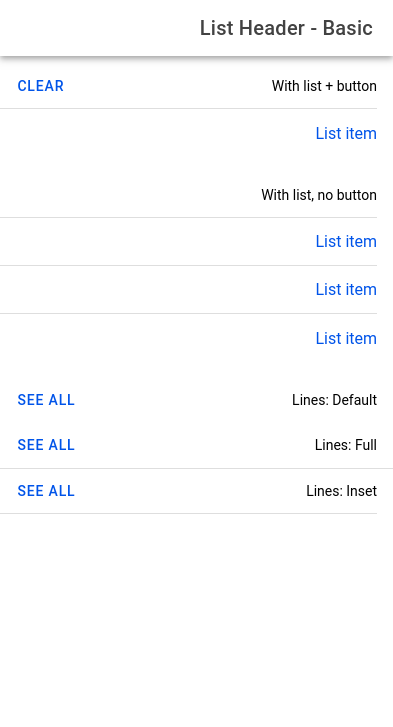 List Header - Basic
With list + button
CLEAR
List item
With list, no button
List item
List item
List item
Lines: Default
SEE ALL
Lines: Full
SEE ALL
Lines: Inset
SEE ALL